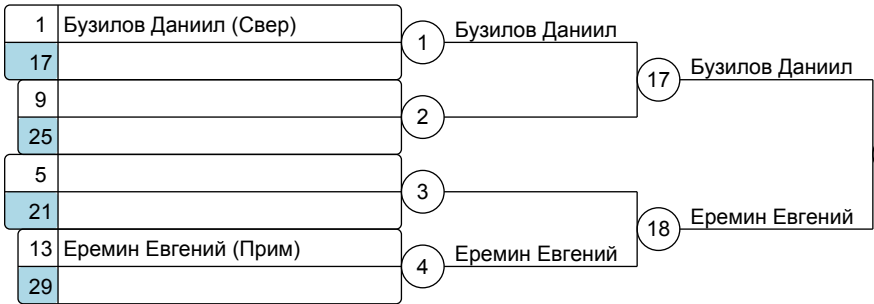 1 Бузилов Даниил (Свер)
17
1 Бузилов Даниил
9
25
2
17 Бузилов Даниил
5
21
3
13 Еремин Евгений (Прим)
29
4 Еремин Евгений
18 Еремин Евгений